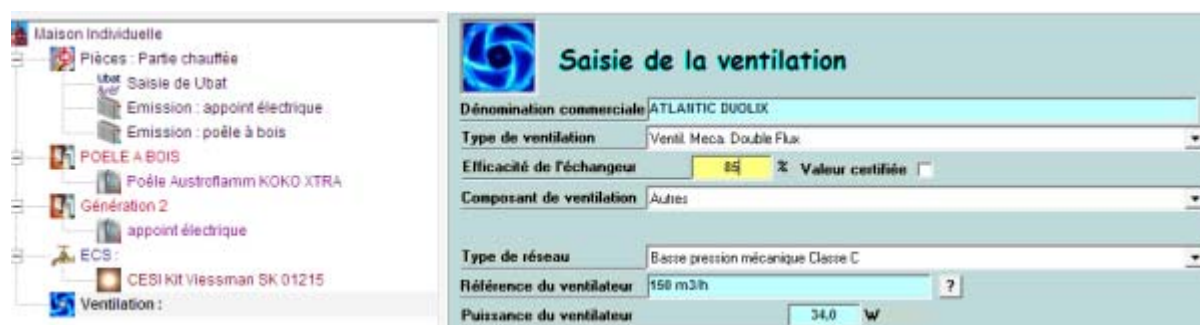 Maison Individuelle
Pièces : Partie chauffée
Saisie de Ubat
Emission : appoint électrique
Emission : poêle à bois
POELE A BOIS
Poêle Austroflamm KOKO XTRA
Génération 2
appoint électrique
ECS :
CESI Kit Viessman SK 01215
Ventilation :
Saisie de la ventilation
Dénomination commerciale ATLANTIC DUOLIX
Type de ventilation Ventil. Meca. Double Flux
Efficacité de l'échangeur 85 % Valeur certifiée
Composant de ventilation Autres
Type de réseau Basse pression mécanique Classe C
Référence du ventilateur 150 m3/h ?
Puissance du ventilateur 34,0 W